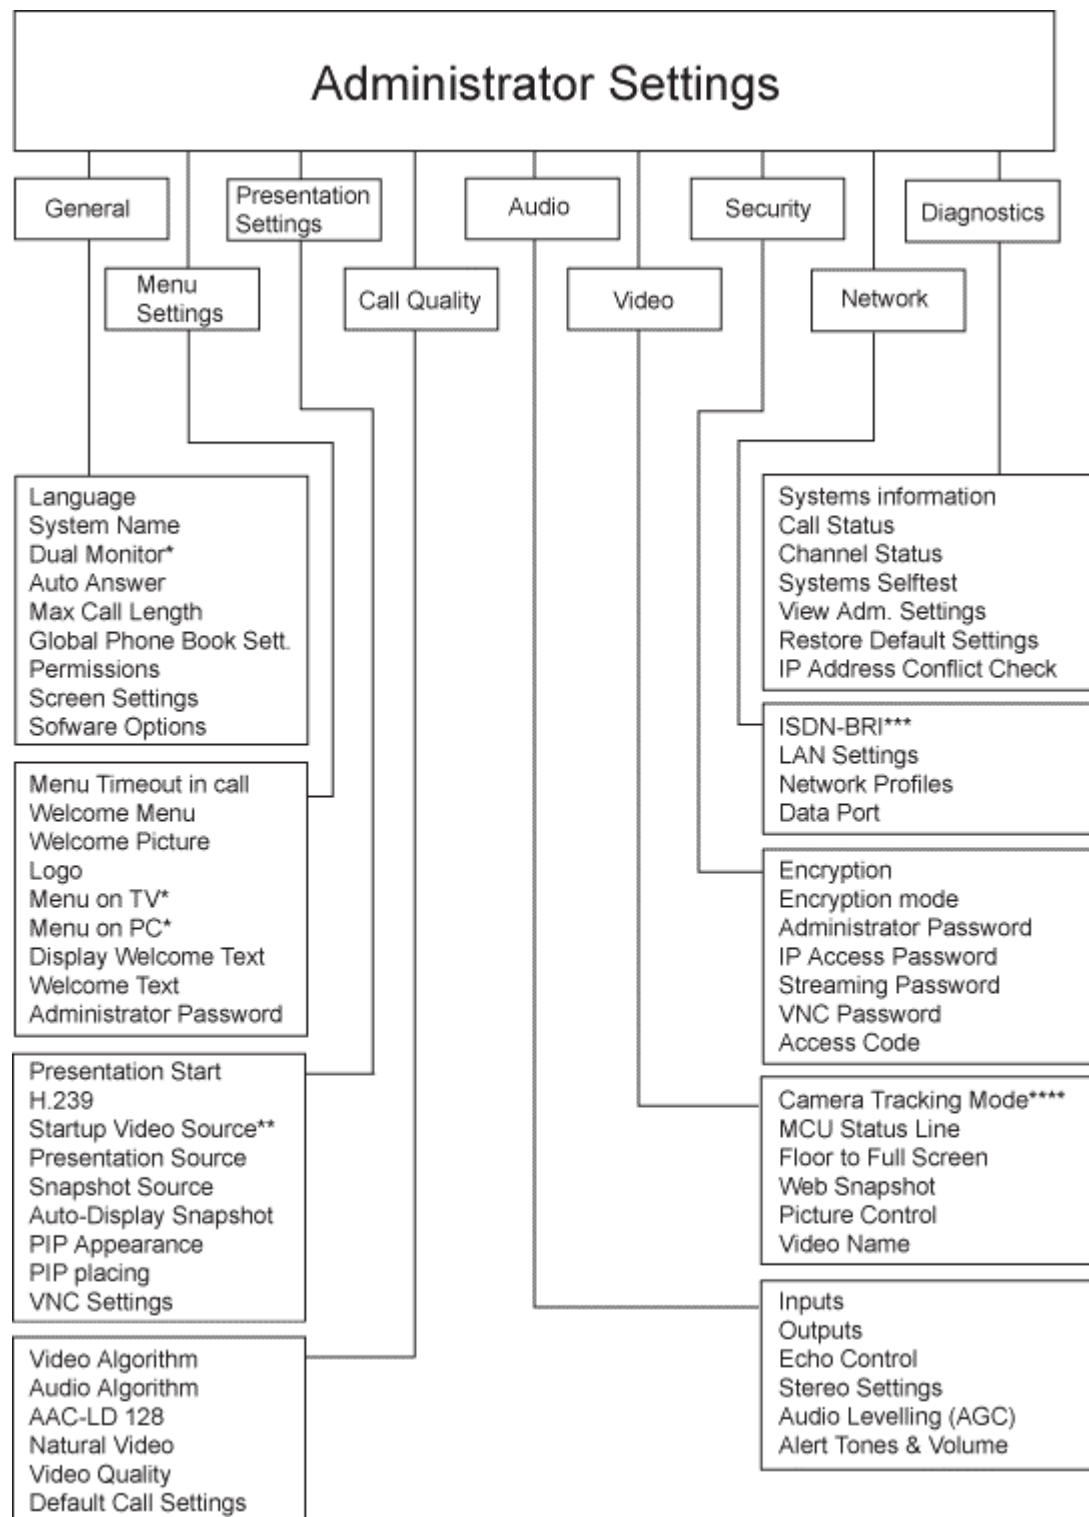 Administrator Settings
General
Presentation
Settings
Audio
Security
Diagnostics
Menu
Settings
Call Quality
Video
Network
Language
System Name
Dual Monitor*
Auto Answer
Max Call Length
Global Phone Book Sett.
Permissions
Screen Settings
Sofware Options
Menu Timeout in call
Welcome Menu
Welcome Picture
Logo
Menu on TV*
Menu on PC*
Display Welcome Text
Welcome Text
Administrator Password
Presentation Start
H.239
Startup Video Source**
Presentation Source
Snapshot Source
Auto-Display Snapshot
PIP Appearance
PIP placing
VNC Settings
Video Algorithm
Audio Algorithm
AAC-LD 128
Natural Video
Video Quality
Default Call Settings
Systems information
Call Status
Channel Status
Systems Selftest
View Adm. Settings
Restore Default Settings
IP Address Conflict Check
ISDN-BRI***
LAN Settings
Network Profiles
Data Port
Encryption
Encryption mode
Administrator Password
IP Access Password
Streaming Password
VNC Password
Access Code
Camera Tracking Mode****
MCU Status Line
Floor to Full Screen
Web Snapshot
Picture Control
Video Name
Inputs
Outputs
Echo Control
Stereo Settings
Audio Levelling (AGC)
Alert Tones & Volume